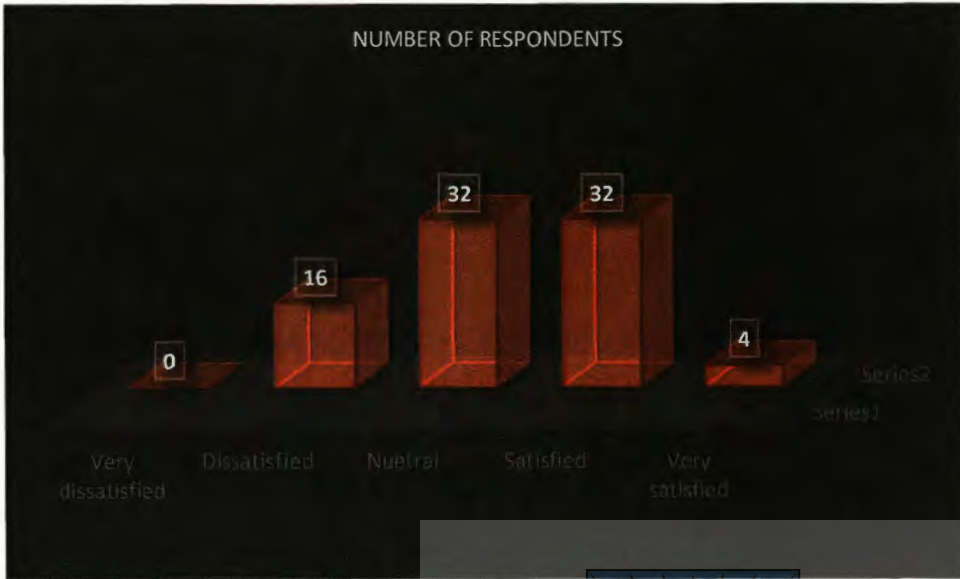 NUMBER OF RESPONDENTS
32
32
16
4
0
Series2
Series1
Very
dissatisfied
Dissatisfied
Nuetral
Satisfied
Very
satisfied